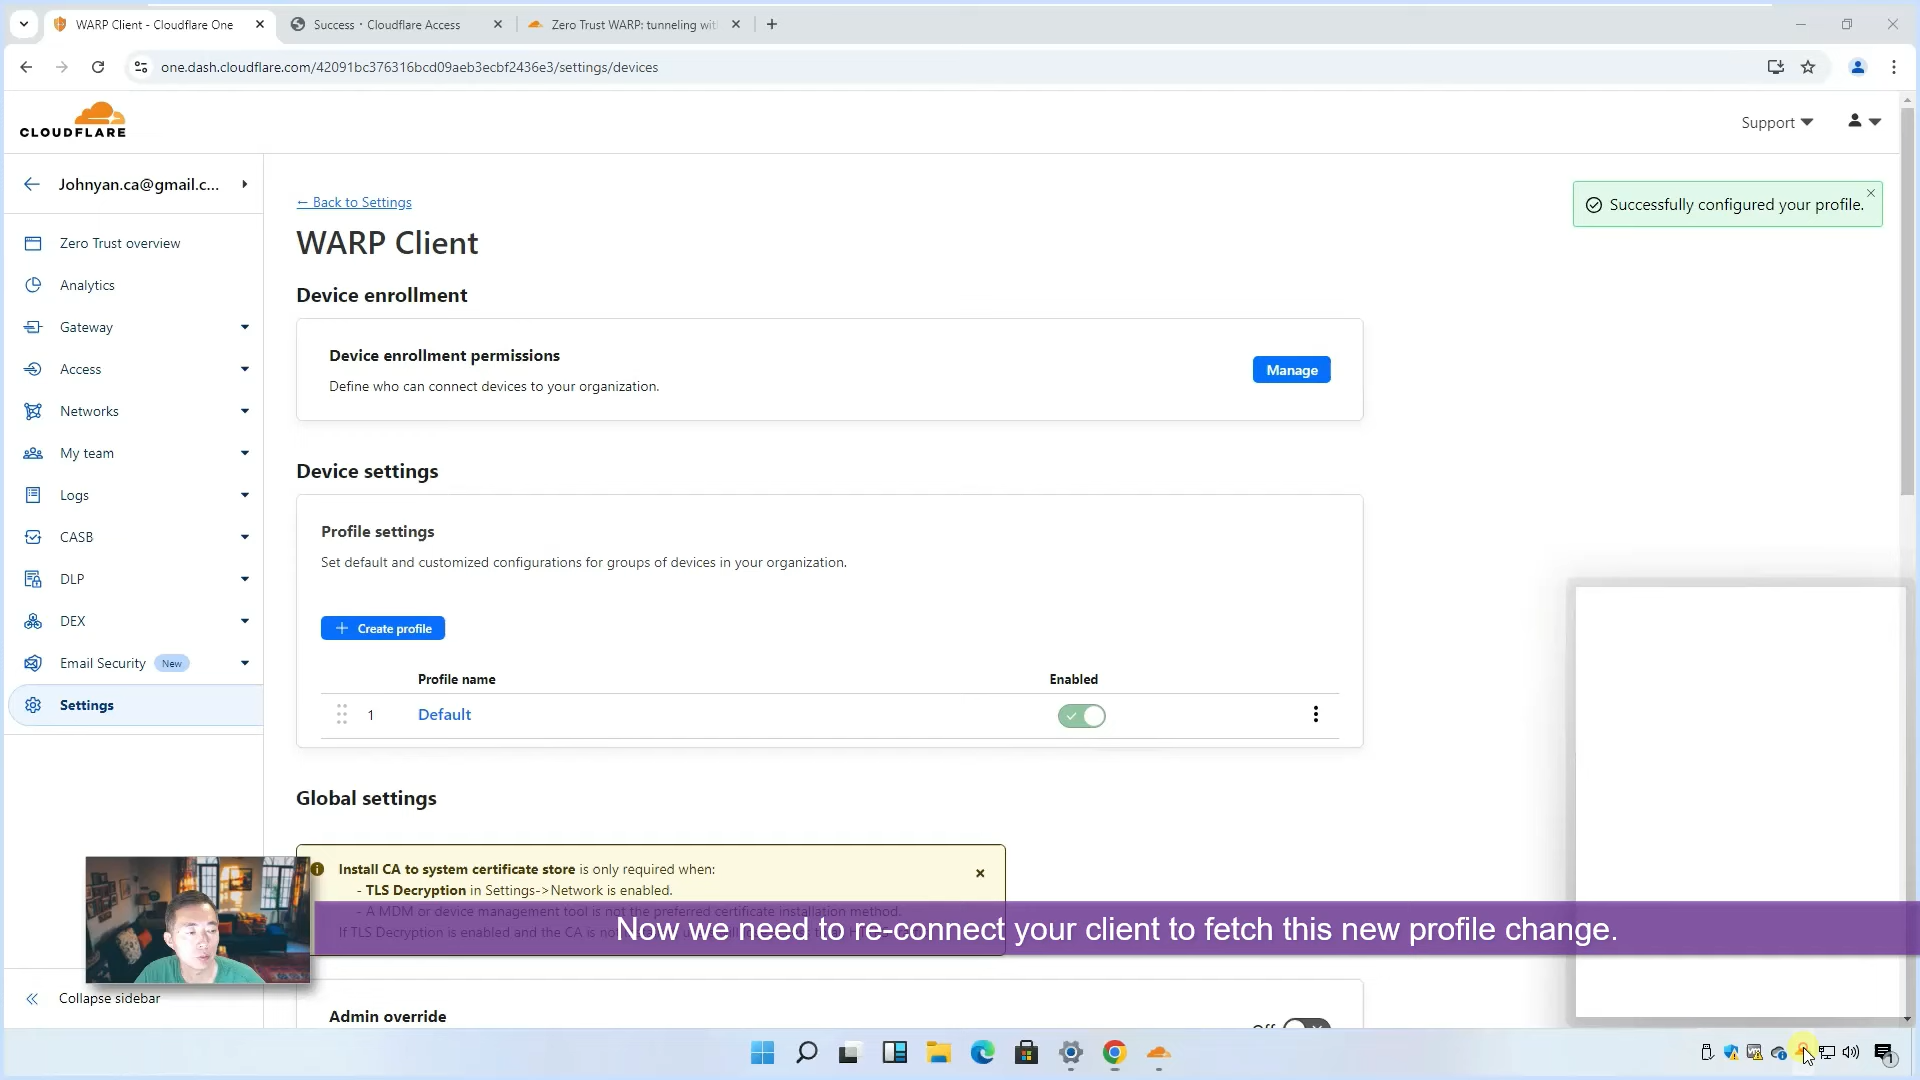 WARP Client - Cloudflare One
Success · Cloudflare Access
Zero Trust WARP: tunneling wit
one.dash.cloudflare.com/42091bc376316bcd09aeb3ecbf2436e3/settings/devices
CLOUDFLARE
Support
Johnyan.ca@gmail.c...
Zero Trust overview
Analytics
Gateway
Access
Networks
My team
Logs
CASB
DLP
DEX
Email Security New
Settings
Collapse sidebar
← Back to Settings
Successfully configured your profile.
WARP Client
Device enrollment
Device enrollment permissions
Define who can connect devices to your organization.
Manage
Device settings
Profile settings
Set default and customized configurations for groups of devices in your organization.
+ Create profile
Profile name Enabled
1 Default
Global settings
Install CA to system certificate store is only required when:
- TLS Decryption in Settings->Network is enabled.
- A MDM or device management tool is not the preferred certificate installation method.
If TLS Decryption is enabled and the CA is no
Now we need to re-connect your client to fetch this new profile change.
Admin override
Off
1